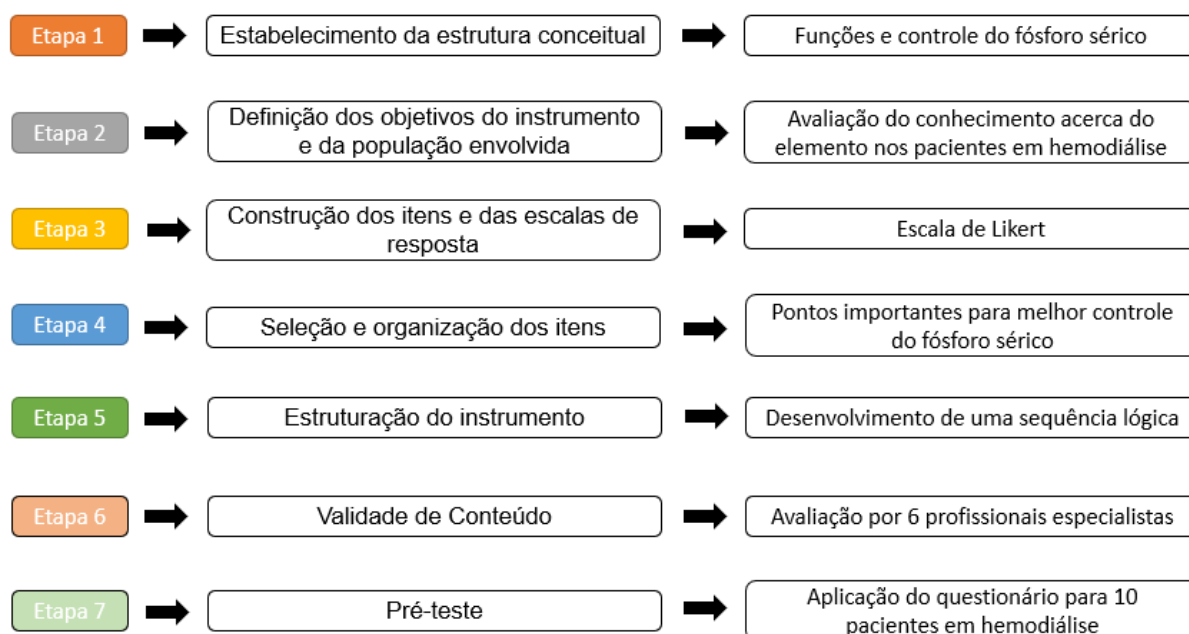 Etapa 1
Estabelecimento da estrutura conceitual
Funções e controle do fósforo sérico
Etapa 2
Definição dos objetivos do instrumento
e da população envolvida
Avaliação do conhecimento acerca do
elemento nos pacientes em hemodiálise
Etapa 3
Construção dos itens e das escalas de
resposta
Escala de Likert
Etapa 4
Seleção e organização dos itens
Pontos importantes para melhor controle
do fósforo sérico
Etapa 5
Estruturação do instrumento
Desenvolvimento de uma sequência lógica
Etapa 6
Validade de Conteúdo
Avaliação por 6 profissionais especialistas
Etapa 7
Pré-teste
Aplicação do questionário para 10
pacientes em hemodiálise